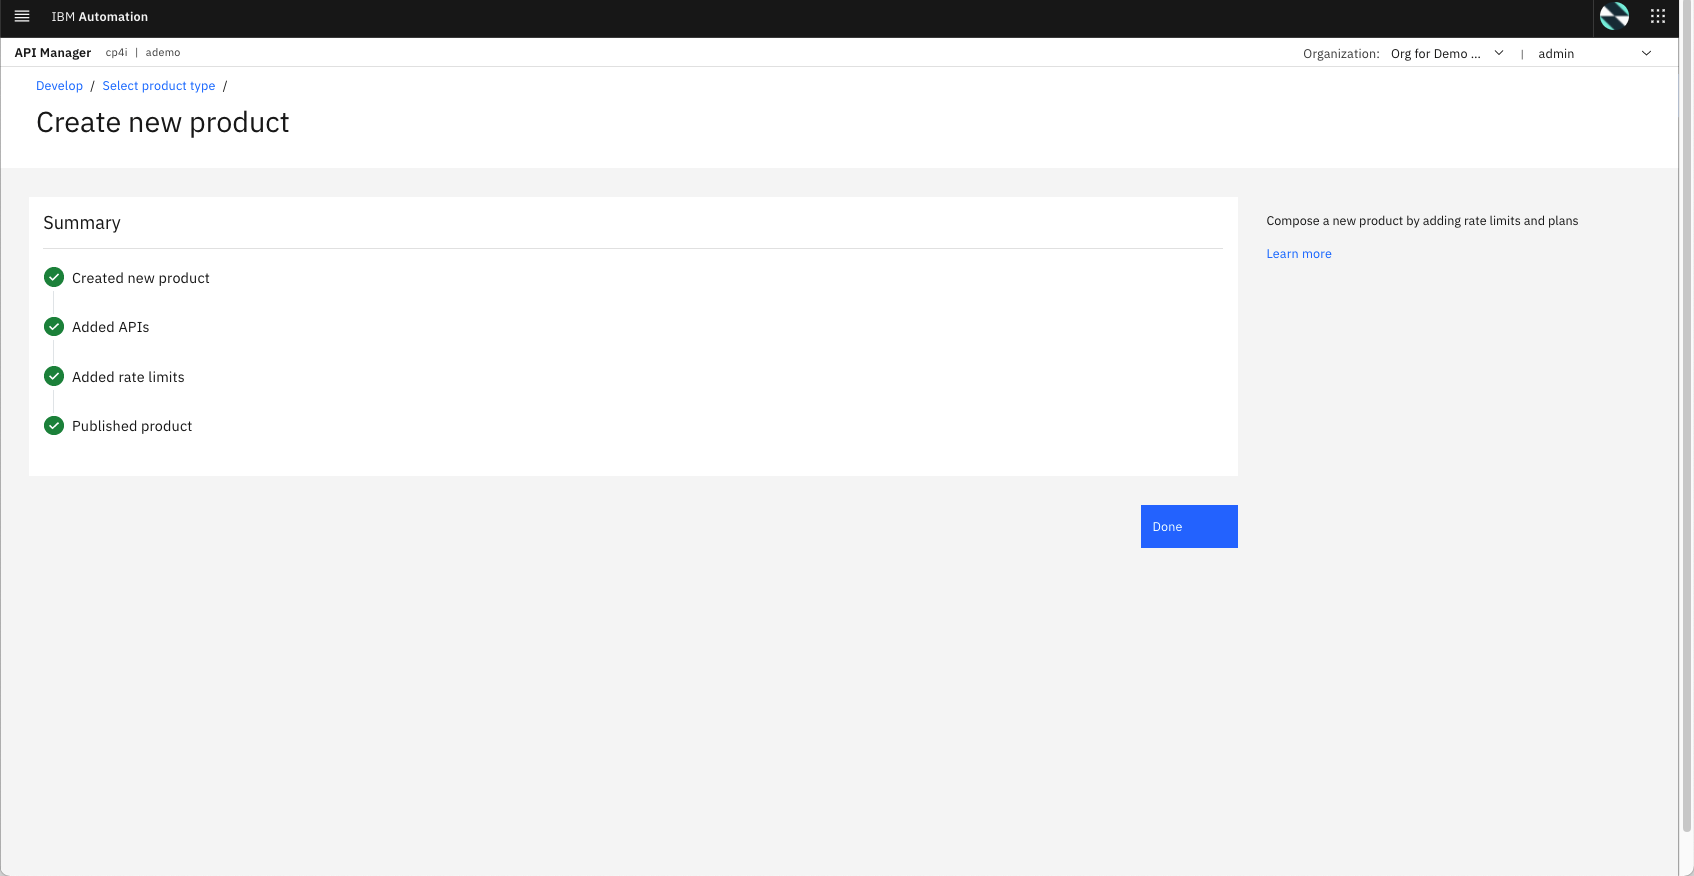 IBM Automation
API Manager cp4i | ademo Organization: Org for Demo ... | admin
Develop / Select product type /
Create new product
Summary
Created new product
Added APIs
Added rate limits
Published product
Done
Compose a new product by adding rate limits and plans
Learn more